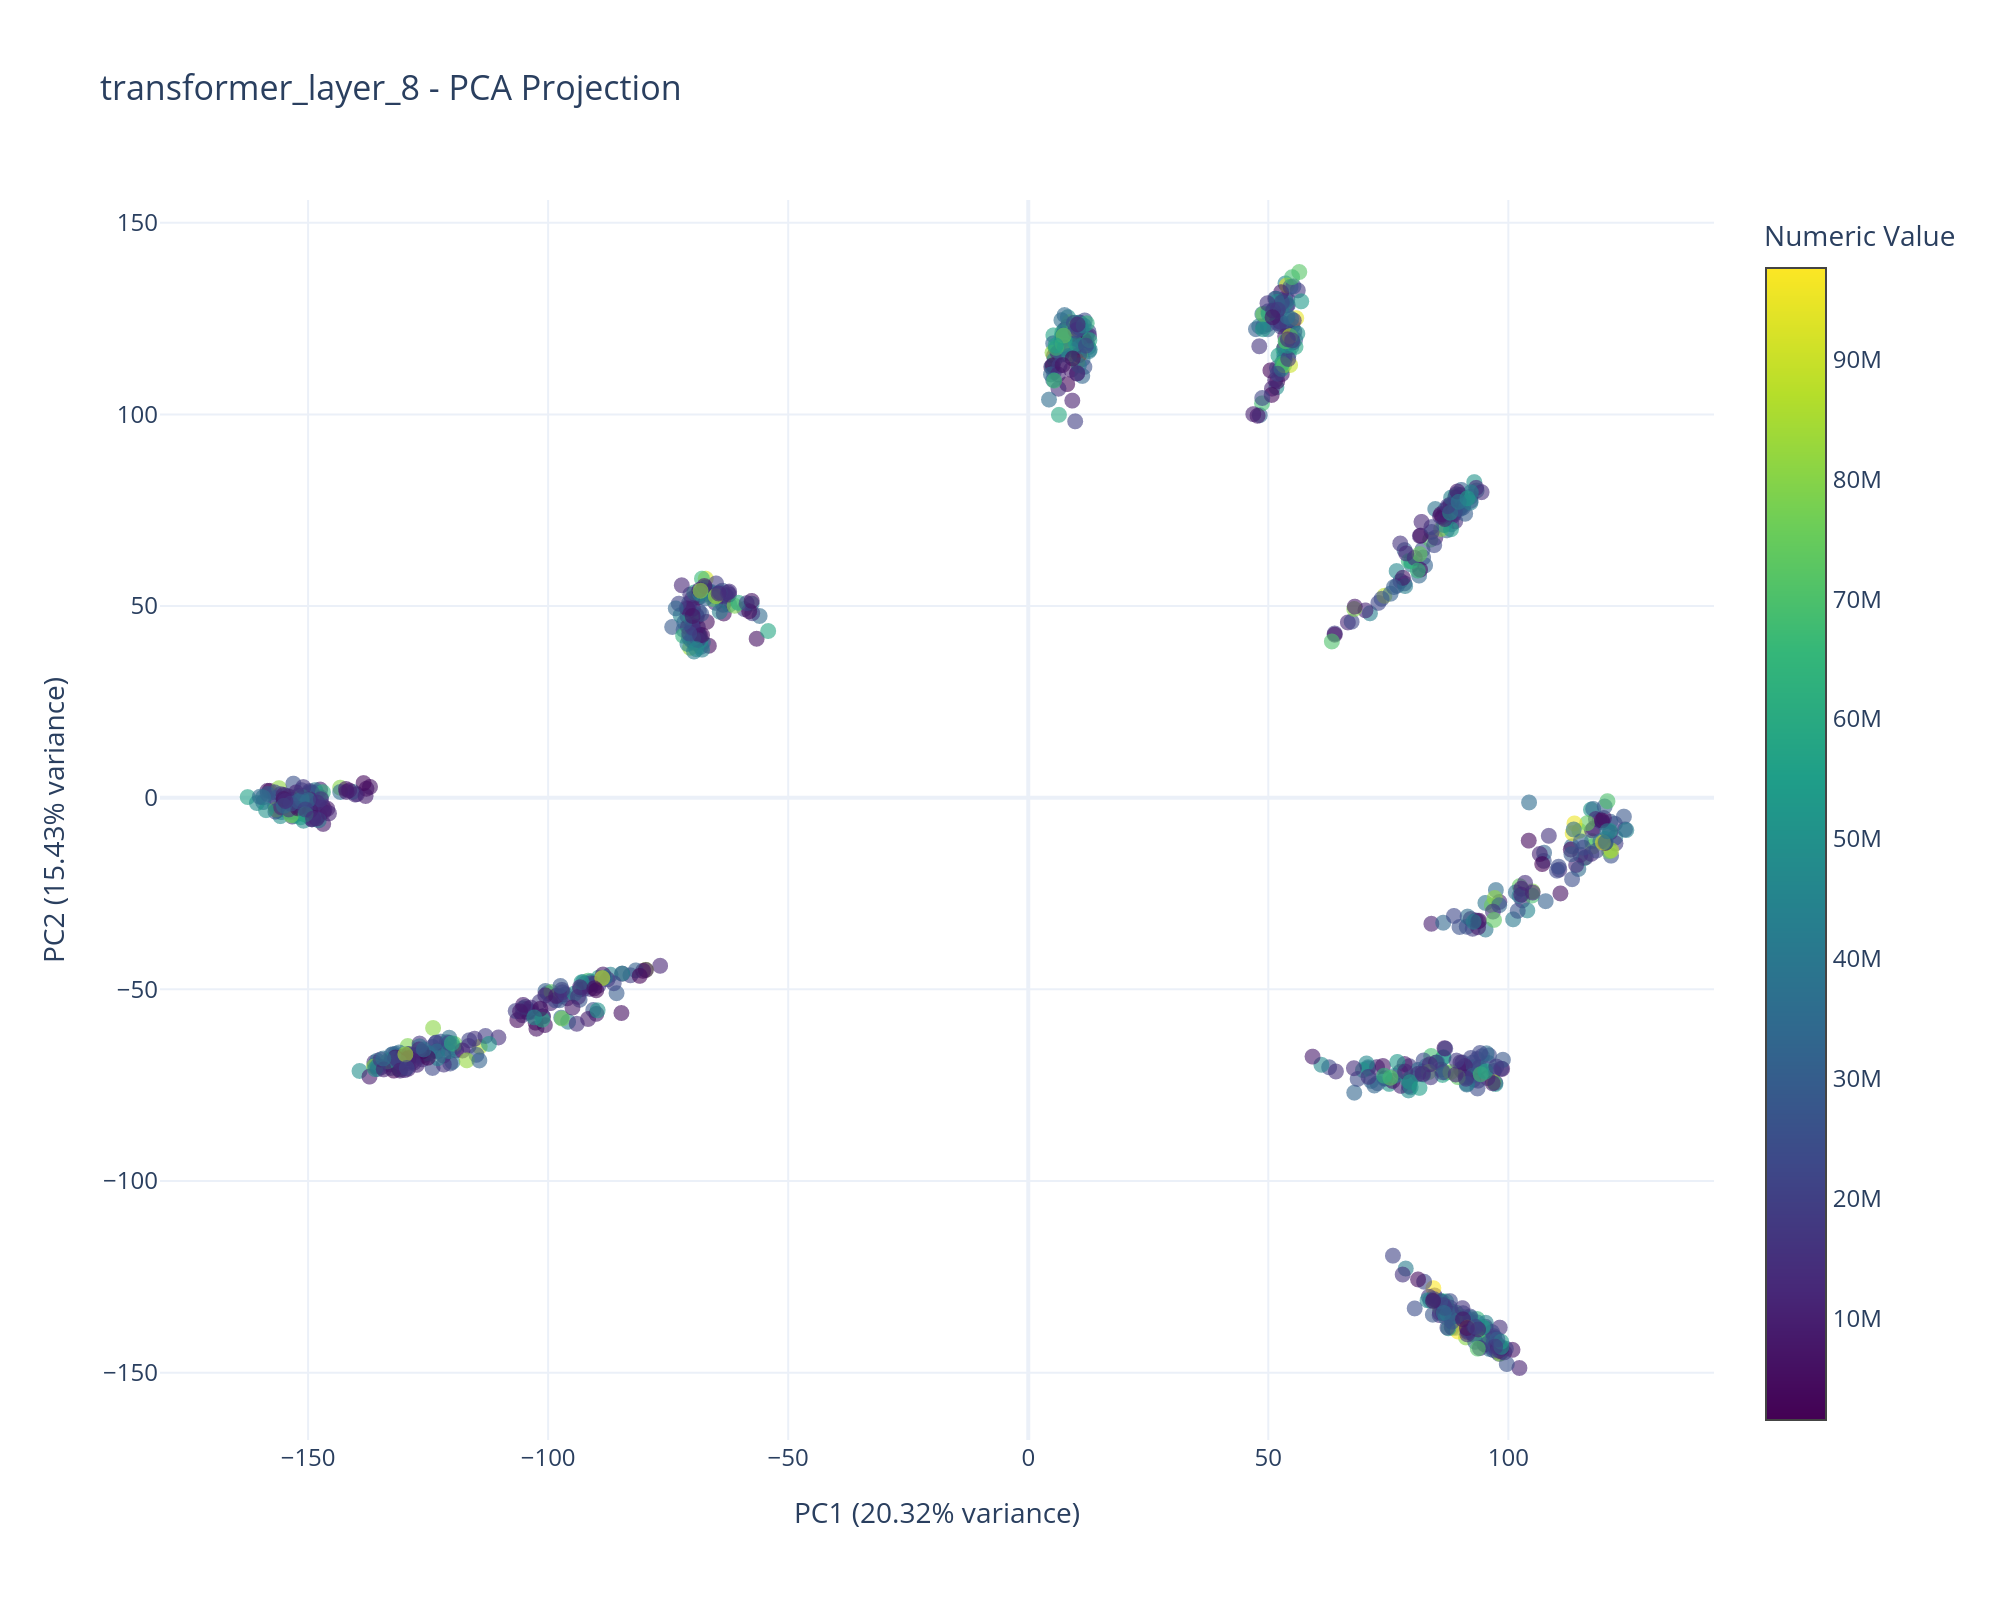 transformer_layer_8 - PCA Projection
Numeric Value
150
100
50
0
−50
−100
−150
−150
−100
−50
0
50
100
PC1 (20.32% variance)
PC2 (15.43% variance)
90M
80M
70M
60M
50M
40M
30M
20M
10M